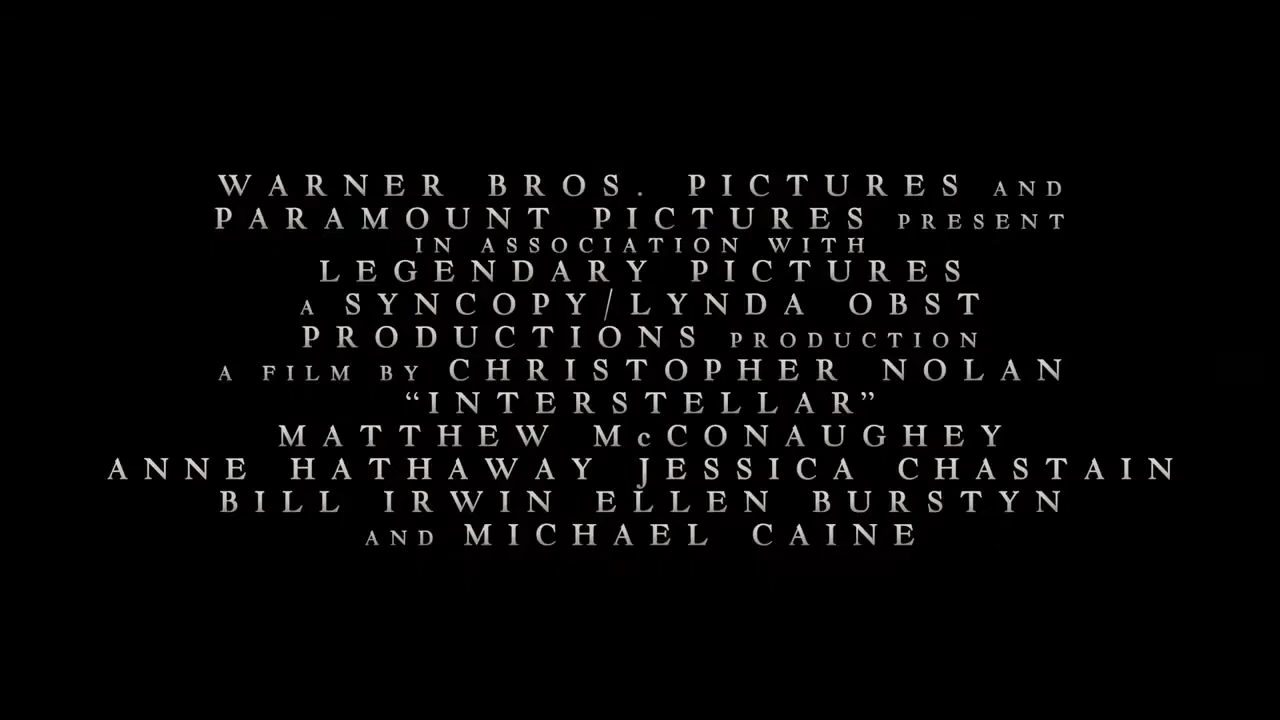 WARNER BROS. PICTURES AND
PARAMOUNT PICTURES PRESENT
IN ASSOCIATION WITH
LEGENDARY PICTURES
A SYNCOPY/LYNDA OBST
PRODUCTIONS PRODUCTION
A FILM BY CHRISTOPHER NOLAN
“INTERSTELLAR”
MATTHEW McCONAUGHEY
ANNE HATHAWAY JESSICA CHASTAIN
BILL IRWIN ELLEN BURSTYN
AND MICHAEL CAINE